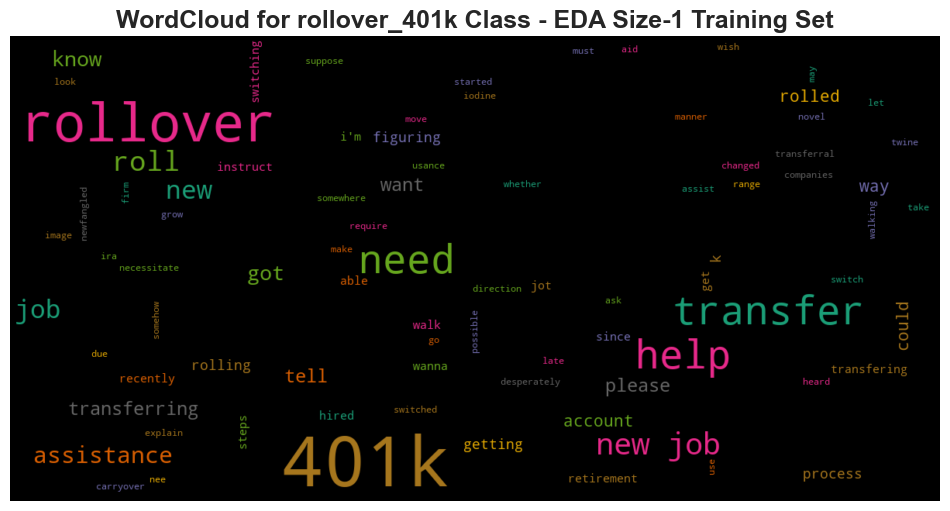 WordCloud for rollover_401k Class - EDA Size-1 Training Set
know
look
switching
suppose
started
iodine
must
aid
wish
may
rolled
let
rollover
move
i'm
figuring
manner
novel
twine
roll
instruct
usance
changed
transferral
companies
new
want
whether
assist
range
way
newfangled
firm
grow
somewhere
walking
take
image
require
ira
necessitate
make
need
got
able
direction
jot
get
k
switch
job
somehow
possible
ask
transfer
could
walk
go
since
help
due
rolling
wanna
late
transfering
recently
tell
desperately
please
heard
transferring
hired
switched
account
explain
steps
401k
getting
new job
assistance
use
process
retirement
carryover
nee